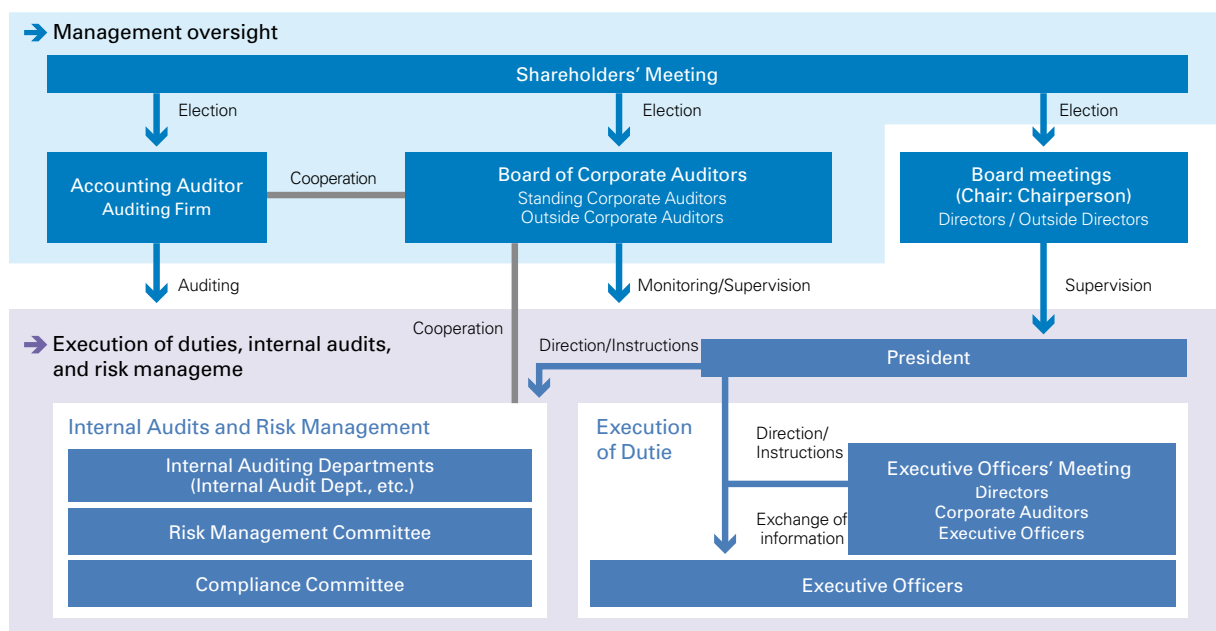 Management oversight
Shareholders’ Meeting
Election
Election
Election
Accounting Auditor
Auditing Firm
Cooperation
Board of Corporate Auditors
Standing Corporate Auditors
Outside Corporate Auditors
Board meetings
(Chair: Chairperson)
Directors / Outside Directors
Auditing
Monitoring/Supervision
Supervision
Cooperation
Execution of duties, internal audits,
and risk manageme
Direction/Instructions
President
Internal Audits and Risk Management
Internal Auditing Departments
(Internal Audit Dept., etc.)
Risk Management Committee
Compliance Committee
Execution
of Dutie
Direction/
Instructions
Executive Officers’ Meeting
Directors
Corporate Auditors
Executive Officers
Exchange of
information
Executive Officers